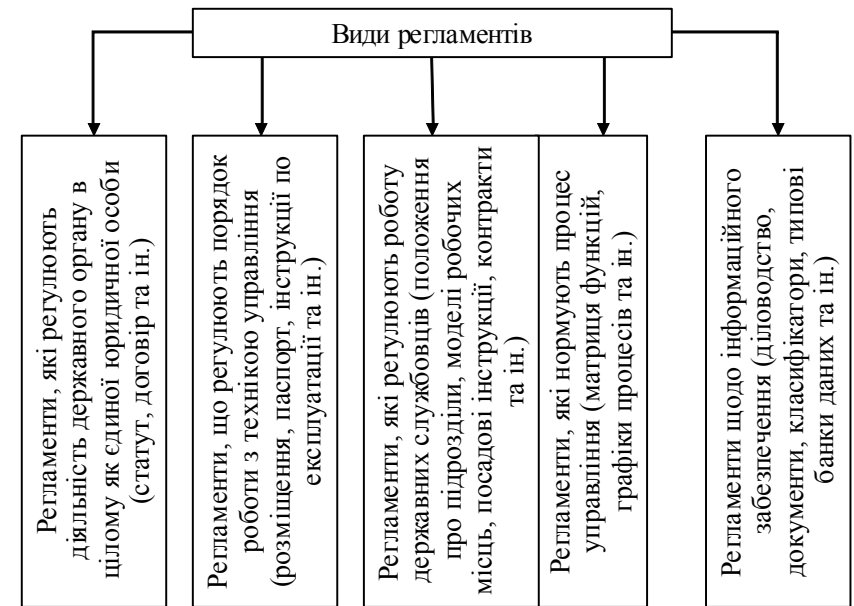 Види регламентів
Регламенти, які регулюють
діяльність державного органу в
цілому як єдиної юридичної особи
(статут, договір та ін.)
Регламенти, що регулюють порядок
роботи з технікою управління
(розміщення, паспорт, інструкції по
експлуатації та ін.)
Регламенти, які регулюють роботу
державних службовців (положення
про підрозділи, моделі робочих
місць, посадові інструкції, контракти
та ін.)
Регламенти, які нормують процес
управління (матриця функцій,
графіки процесів та ін.)
Регламенти щодо інформаційного
забезпечення (діловодство,
документи, класифікатори, типові
банки даних та ін.)